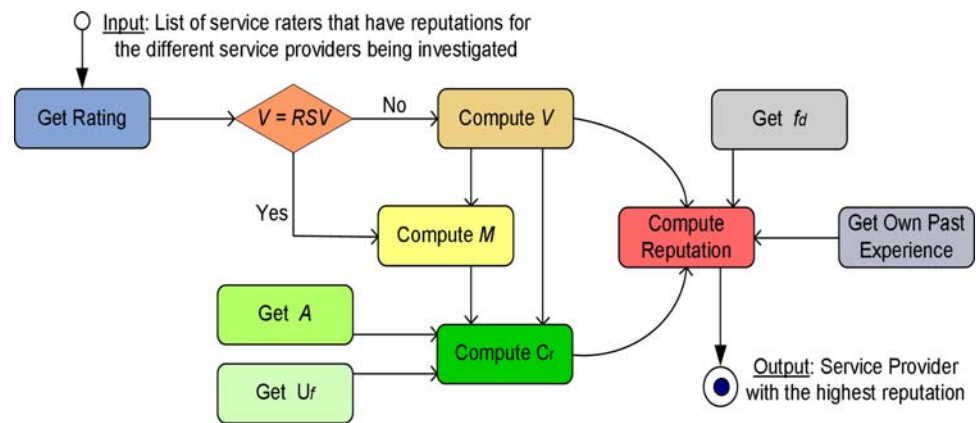 Input: List of service raters that have reputations for
the different service providers being investigated
Get Rating
V = RSV
No
Compute V
Get fd
Yes
Compute M
Compute
Reputation
Get Own Past
Experience
Get A
Compute Cr
Get Uf
Output: Service Provider
with the highest reputation